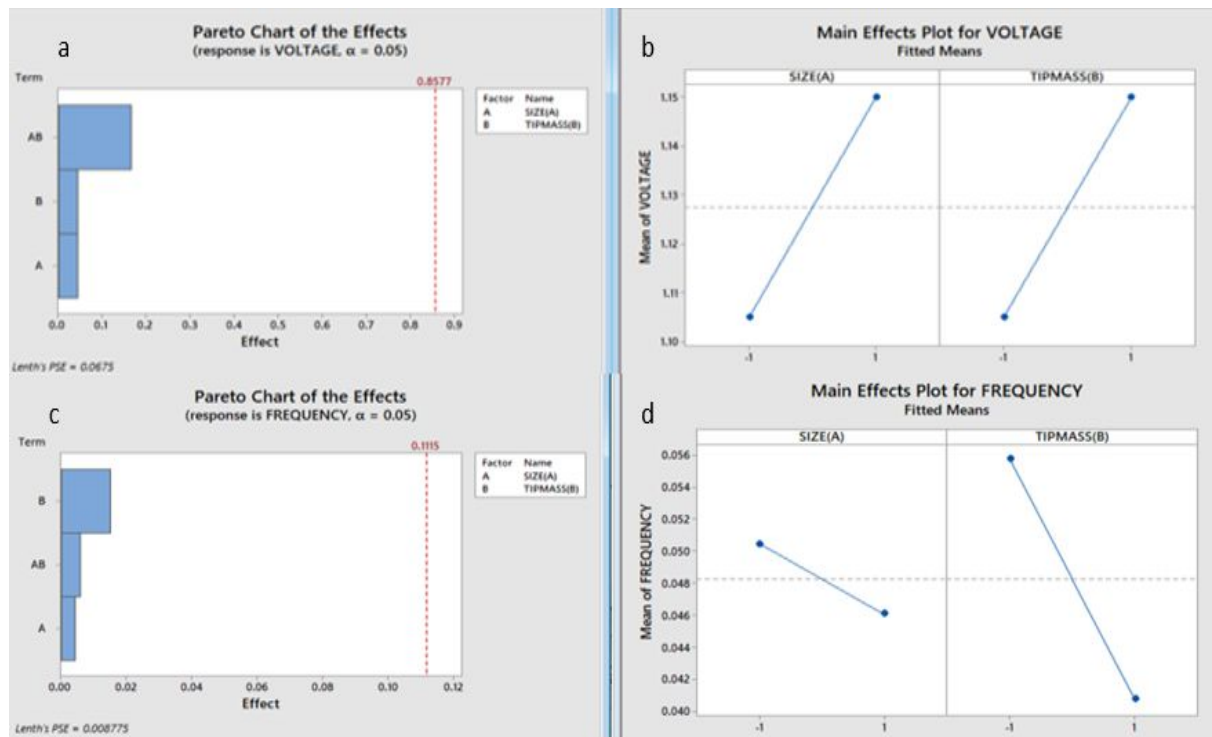 a
Pareto Chart of the Effects
(response is VOLTAGE, α = 0.05)
Term
0.8577
AB
B
A
0.0 0.1 0.2 0.3 0.4 0.5 0.6 0.7 0.8 0.9
Effect
Lenth's PSE = 0.0675
Factor Name
A SIZE(A)
B TIPMASS(B)
b
Main Effects Plot for VOLTAGE
Fitted Means
SIZE(A) TIPMASS(B)
Mean of VOLTAGE
1.15
1.14
1.13
1.12
1.11
1.10
-1 1 -1 1
c
Pareto Chart of the Effects
(response is FREQUENCY, α = 0.05)
Term
0.1115
B
AB
A
0.00 0.02 0.04 0.06 0.08 0.10 0.12
Effect
Lenth's PSE = 0.008775
Factor Name
A SIZE(A)
B TIPMASS(B)
d
Main Effects Plot for FREQUENCY
Fitted Means
SIZE(A) TIPMASS(B)
Mean of FREQUENCY
0.056
0.054
0.052
0.050
0.048
0.046
0.044
0.042
0.040
-1 1 -1 1